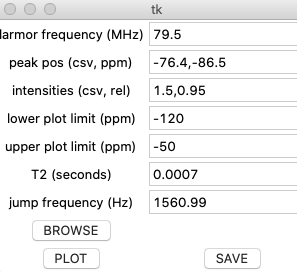 tk
larmor frequency (MHz) 79.5
peak pos (csv, ppm) -76.4,-86.5
intensities (csv, rel) 1.5,0.95
lower plot limit (ppm) -120
upper plot limit (ppm) -50
T2 (seconds) 0.0007
jump frequency (Hz) 1560.99
BROWSE
PLOT SAVE